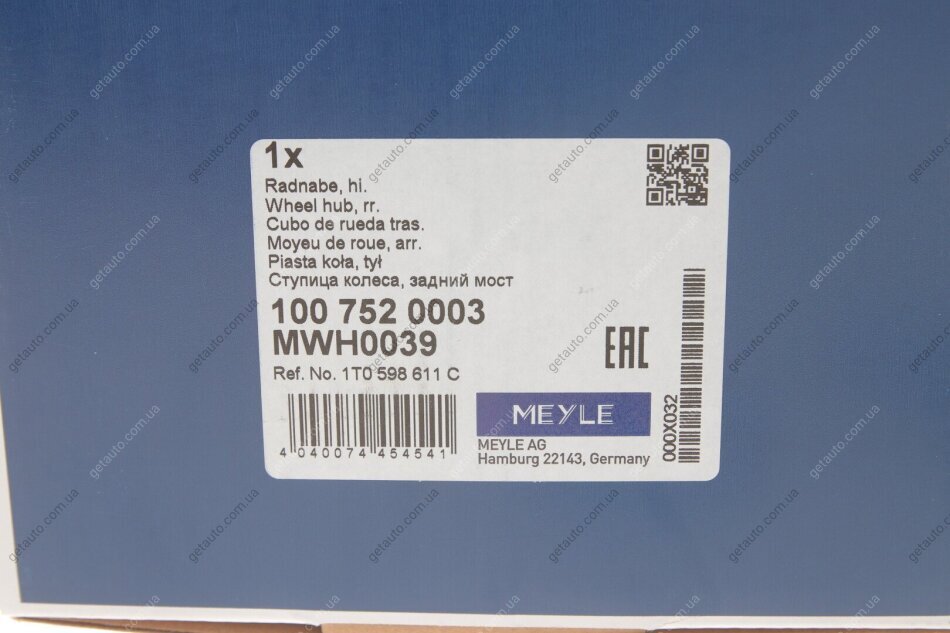 1x
Radnabe, hi.
Wheel hub, rr.
Cubo de rueda tras.
Moyeu de roue, arr.
Piasta koła, tył
Ступица колеса, задний мост
100 752 0003
MWH0039
Ref. No. 1T0 598 611 C
EAC
000X032
4 040074 454541
MEYLE
MEYLE AG
Hamburg 22143, Germany
getauto.com.ua